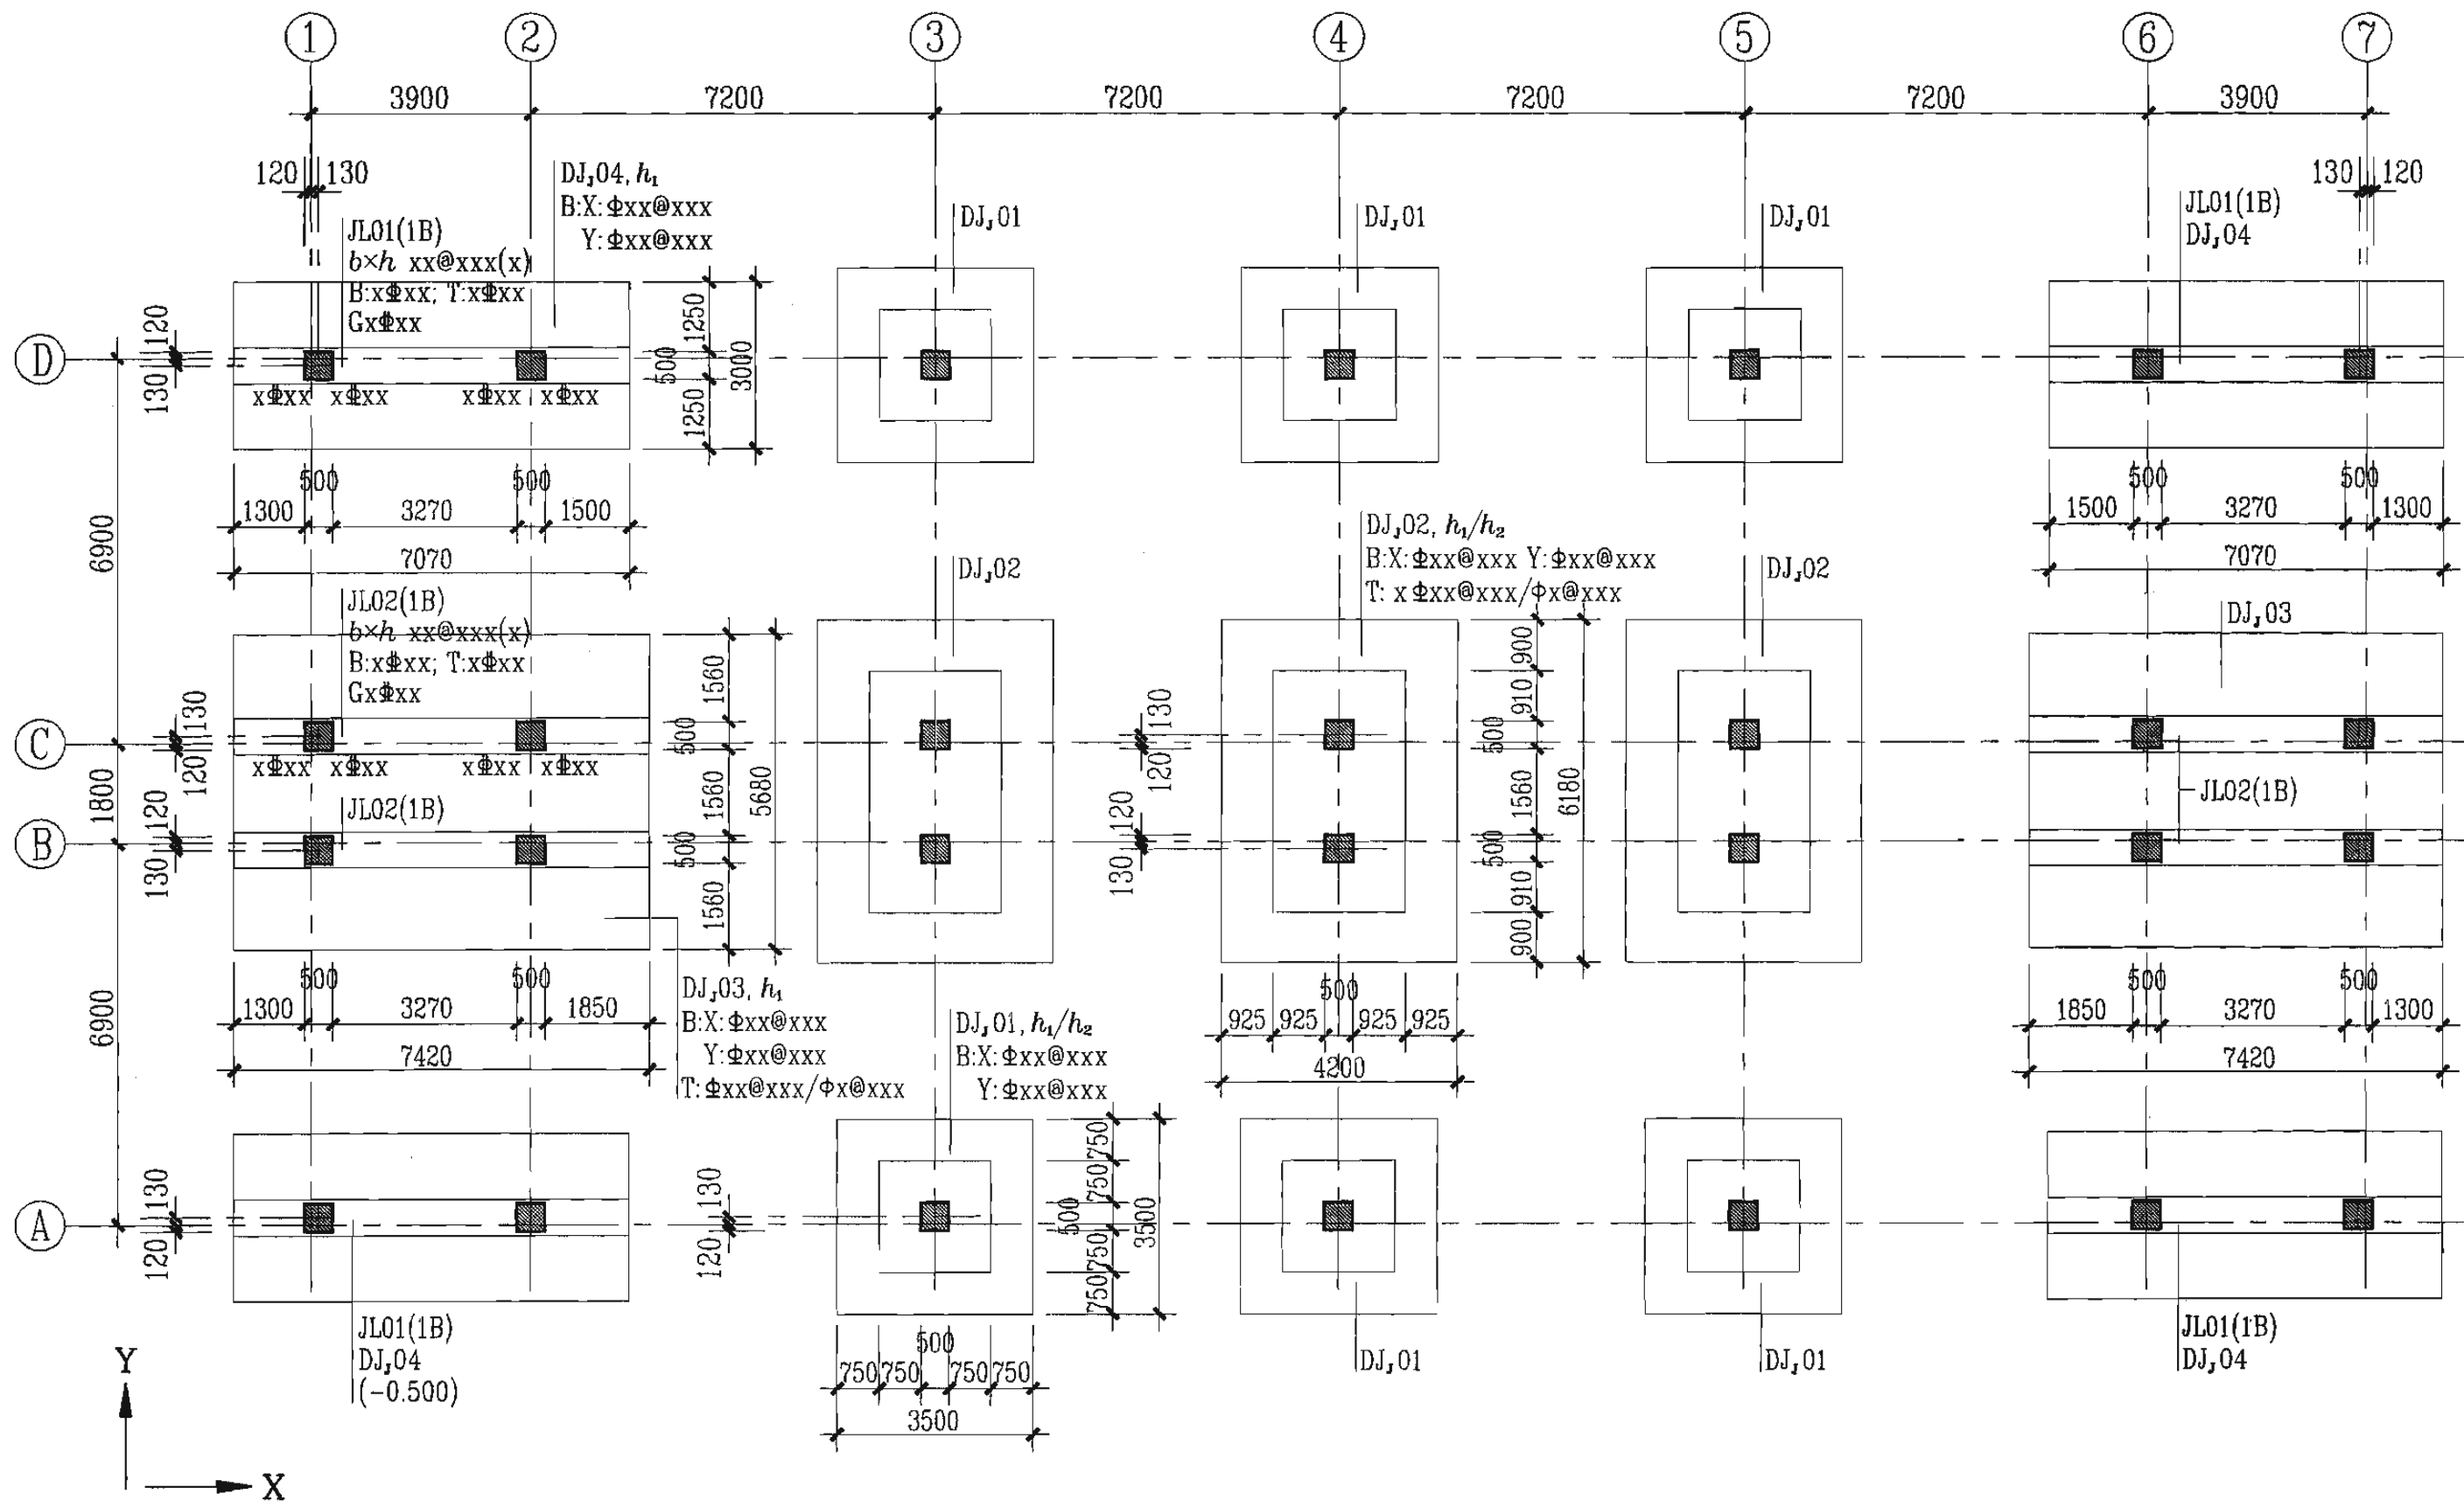 1 2 3 4 5 6 7
3900 7200 7200 7200 7200 3900
120 130
130 120
DJJ04, h1
B:X:Φxx@xxx
Y:Φxx@xxx
JL01(1B)
b×h xx@xxx(x)
B:xΦxx; T:xΦxx
GxΦxx
DJJ01
DJJ01
DJJ01
JL01(1B)
DJJ04
D
120
130
xΦxx xΦxx xΦxx xΦxx
1250
500
1250
3000
500 500
1300 3270 1500
7070
500 500
1500 3270 1300
7070
6900
DJJ02
DJJ02, h1/h2
B:X:Φxx@xxx Y:Φxx@xxx
T: xΦxx@xxx/Φx@xxx
DJJ02
DJJ03
JL02(1B)
b×h xx@xxx(x)
B:xΦxx; T:xΦxx
GxΦxx
C
130
120
xΦxx xΦxx xΦxx xΦxx
1560
500
1560
500
1560
5680
130
120
120
130
900
910
500
1560
500
910
900
6180
1800
JL02(1B)
JL02(1B)
B
120
130
500 500
1300 3270 1850
7420
DJJ03, h1
B:X:Φxx@xxx
Y:Φxx@xxx
T:Φxx@xxx/Φx@xxx
DJJ01, h1/h2
B:X:Φxx@xxx
Y:Φxx@xxx
500
925 925 925 925
4200
500 500
1850 3270 1300
7420
6900
A
130
120
130
120
750
750
500
750
750
3500
JL01(1B)
DJJ04
(-0.500)
500
750 750 750 750
3500
DJJ01
DJJ01
JL01(1B)
DJJ04
Y
X